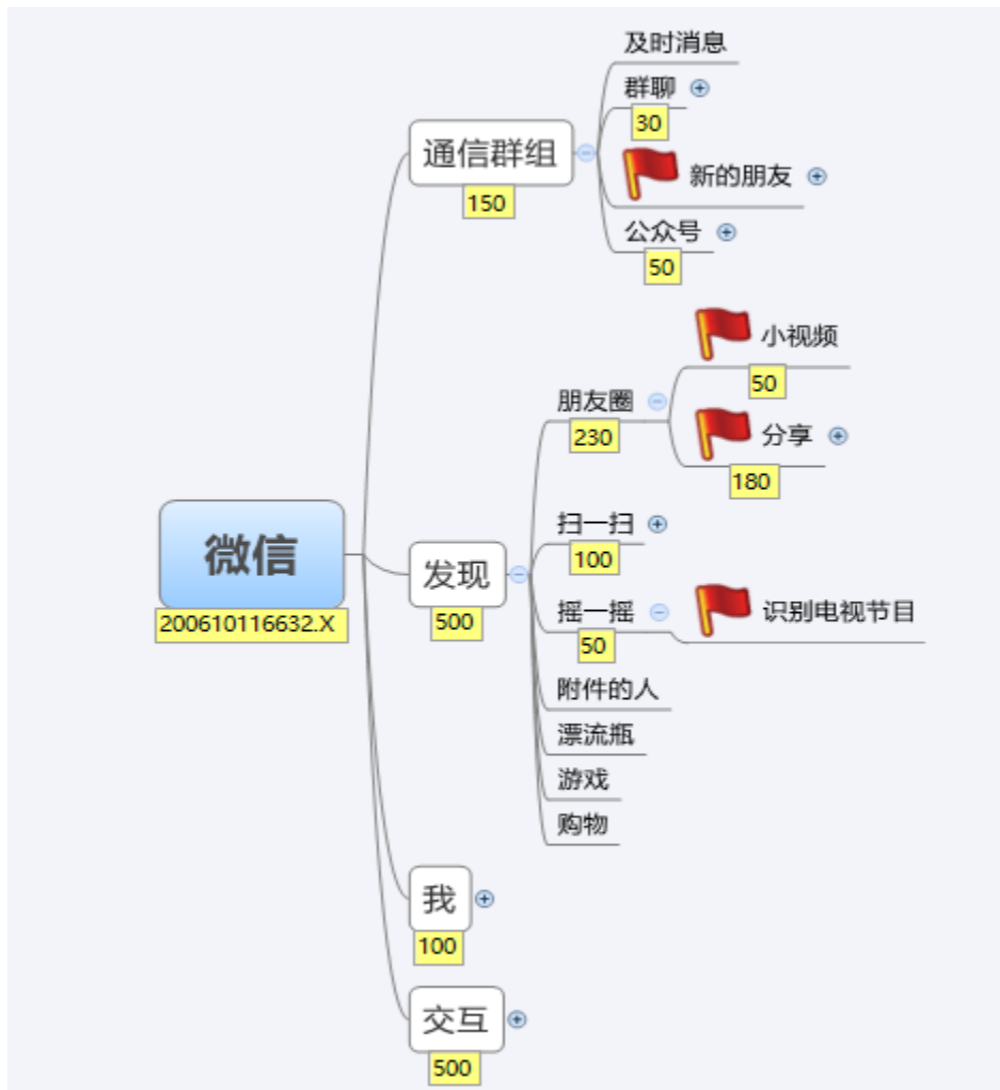 及时消息
群聊
30
新的朋友
公众号
50
通信群组
150
小视频
50
分享
180
朋友圈
230
扫一扫
100
摇一摇
50
识别电视节目
附件的人
漂流瓶
游戏
购物
发现
500
微信
200610116632.X
我
100
交互
500